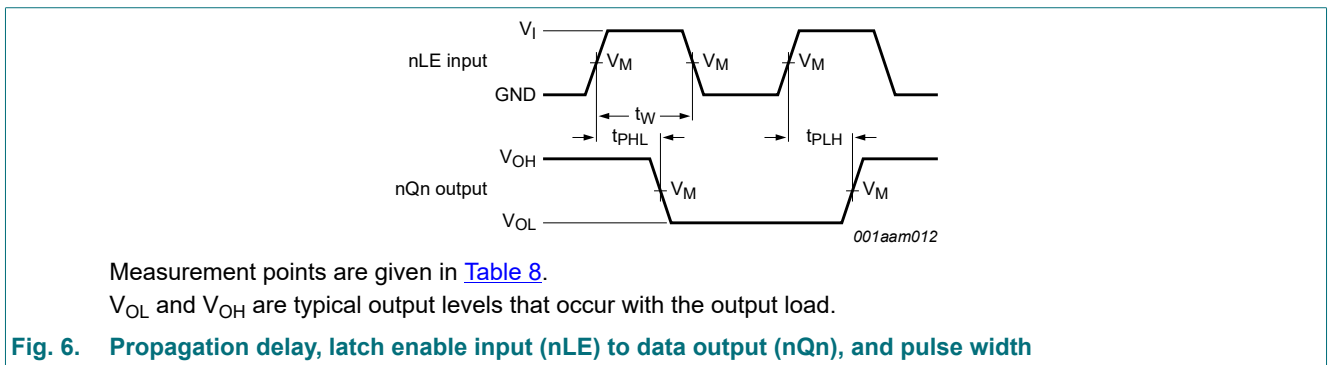 V_I
nLE input
V_M
V_M
V_M
GND
t_W
t_PHL
t_PLH
V_OH
nQn output
V_M
V_M
V_OL
001aam012
Measurement points are given in Table 8.
V_OL and V_OH are typical output levels that occur with the output load.
Fig. 6. Propagation delay, latch enable input (nLE) to data output (nQn), and pulse width